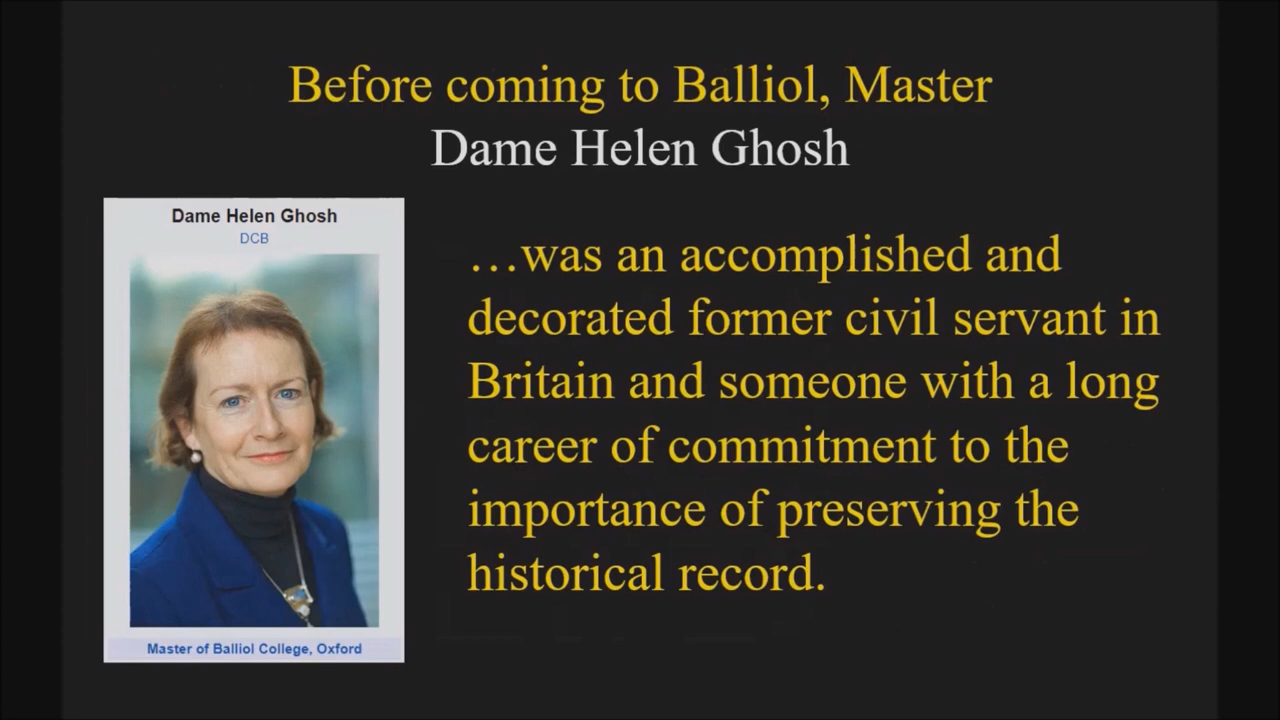 Before coming to Balliol, Master
Dame Helen Ghosh
Dame Helen Ghosh
DCB
…was an accomplished and
decorated former civil servant in
Britain and someone with a long
career of commitment to the
importance of preserving the
historical record.
Master of Balliol College, Oxford